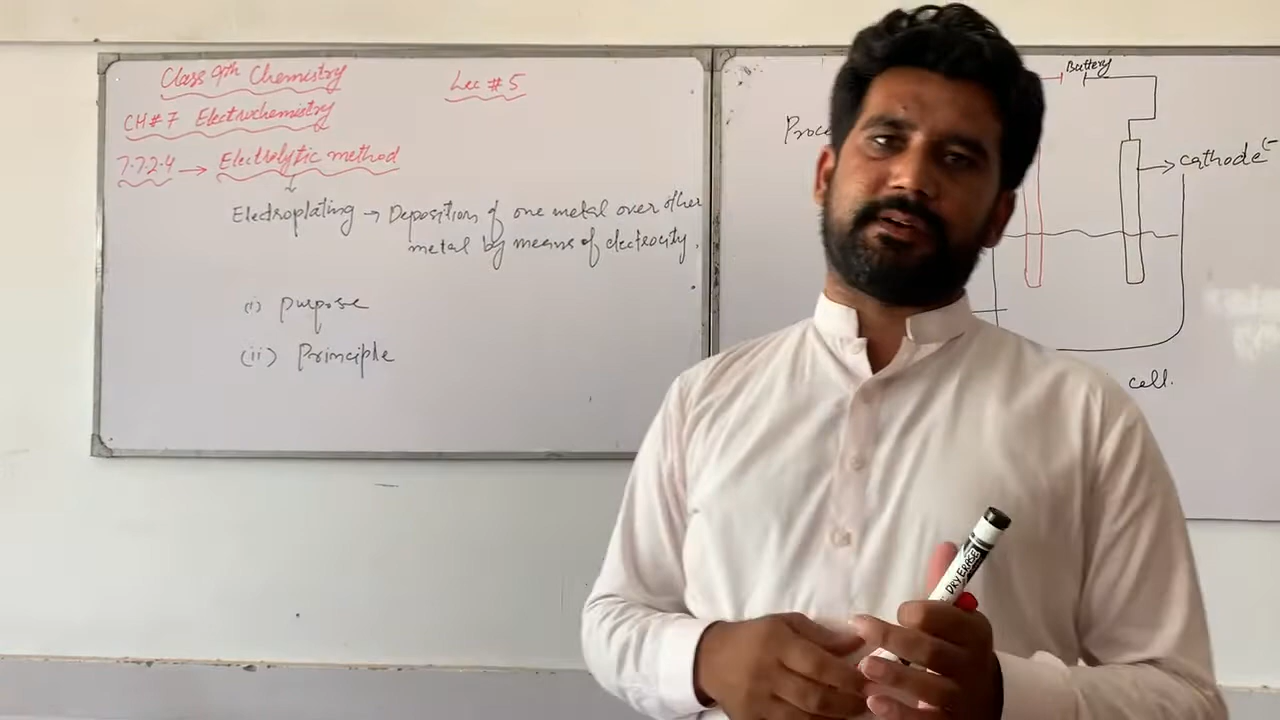 Class 9th Chemistry
Lec # 5
CH # 7 Electrochemistry
7.7.2.4 → Electrolytic method
Electroplating → Deposition of one metal over other
metal by means of electrocity.
(i) purpose
(ii) Principle
Battery
Proce
cathode (-
cell.
DRY ERASE